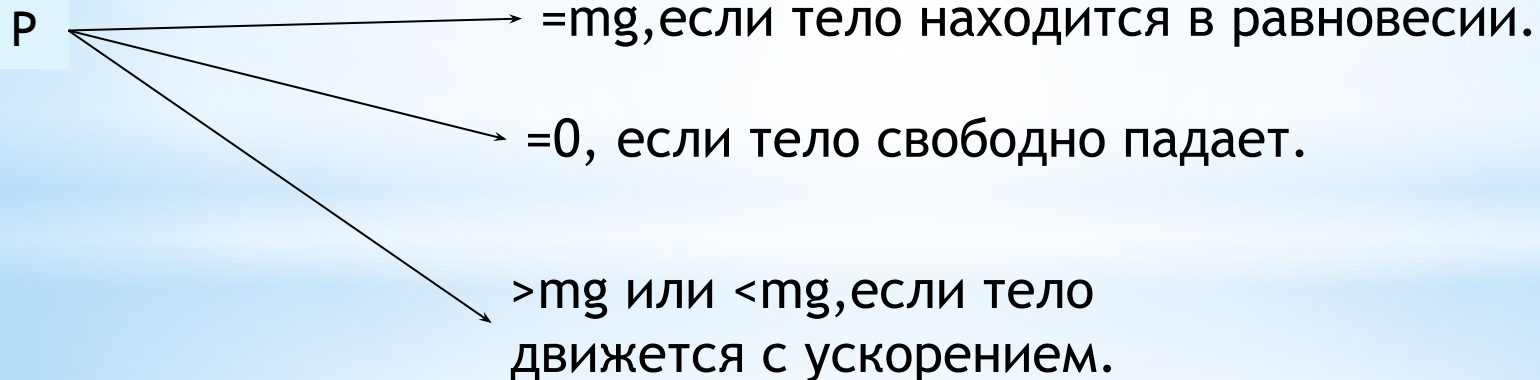 P
=mg,если тело находится в равновесии.
=0, если тело свободно падает.
>mg или <mg,если тело
движется с ускорением.